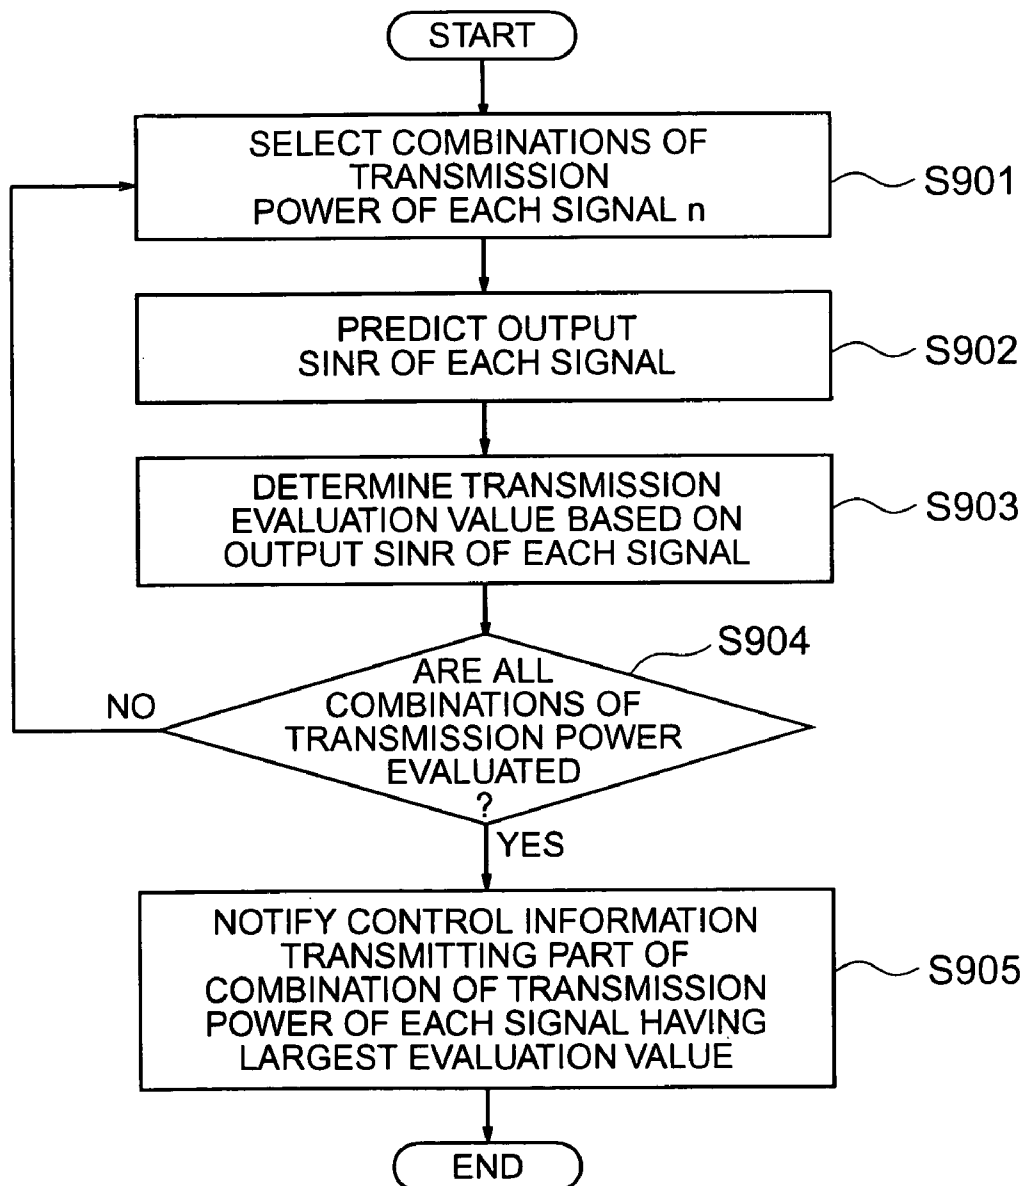 START
SELECT COMBINATIONS OF
TRANSMISSION
POWER OF EACH SIGNAL n
S901
PREDICT OUTPUT
SINR OF EACH SIGNAL
S902
DETERMINE TRANSMISSION
EVALUATION VALUE BASED ON
OUTPUT SINR OF EACH SIGNAL
S903
S904
ARE ALL
COMBINATIONS OF
TRANSMISSION POWER
EVALUATED
?
NO
YES
NOTIFY CONTROL INFORMATION
TRANSMITTING PART OF
COMBINATION OF TRANSMISSION
POWER OF EACH SIGNAL HAVING
LARGEST EVALUATION VALUE
S905
END